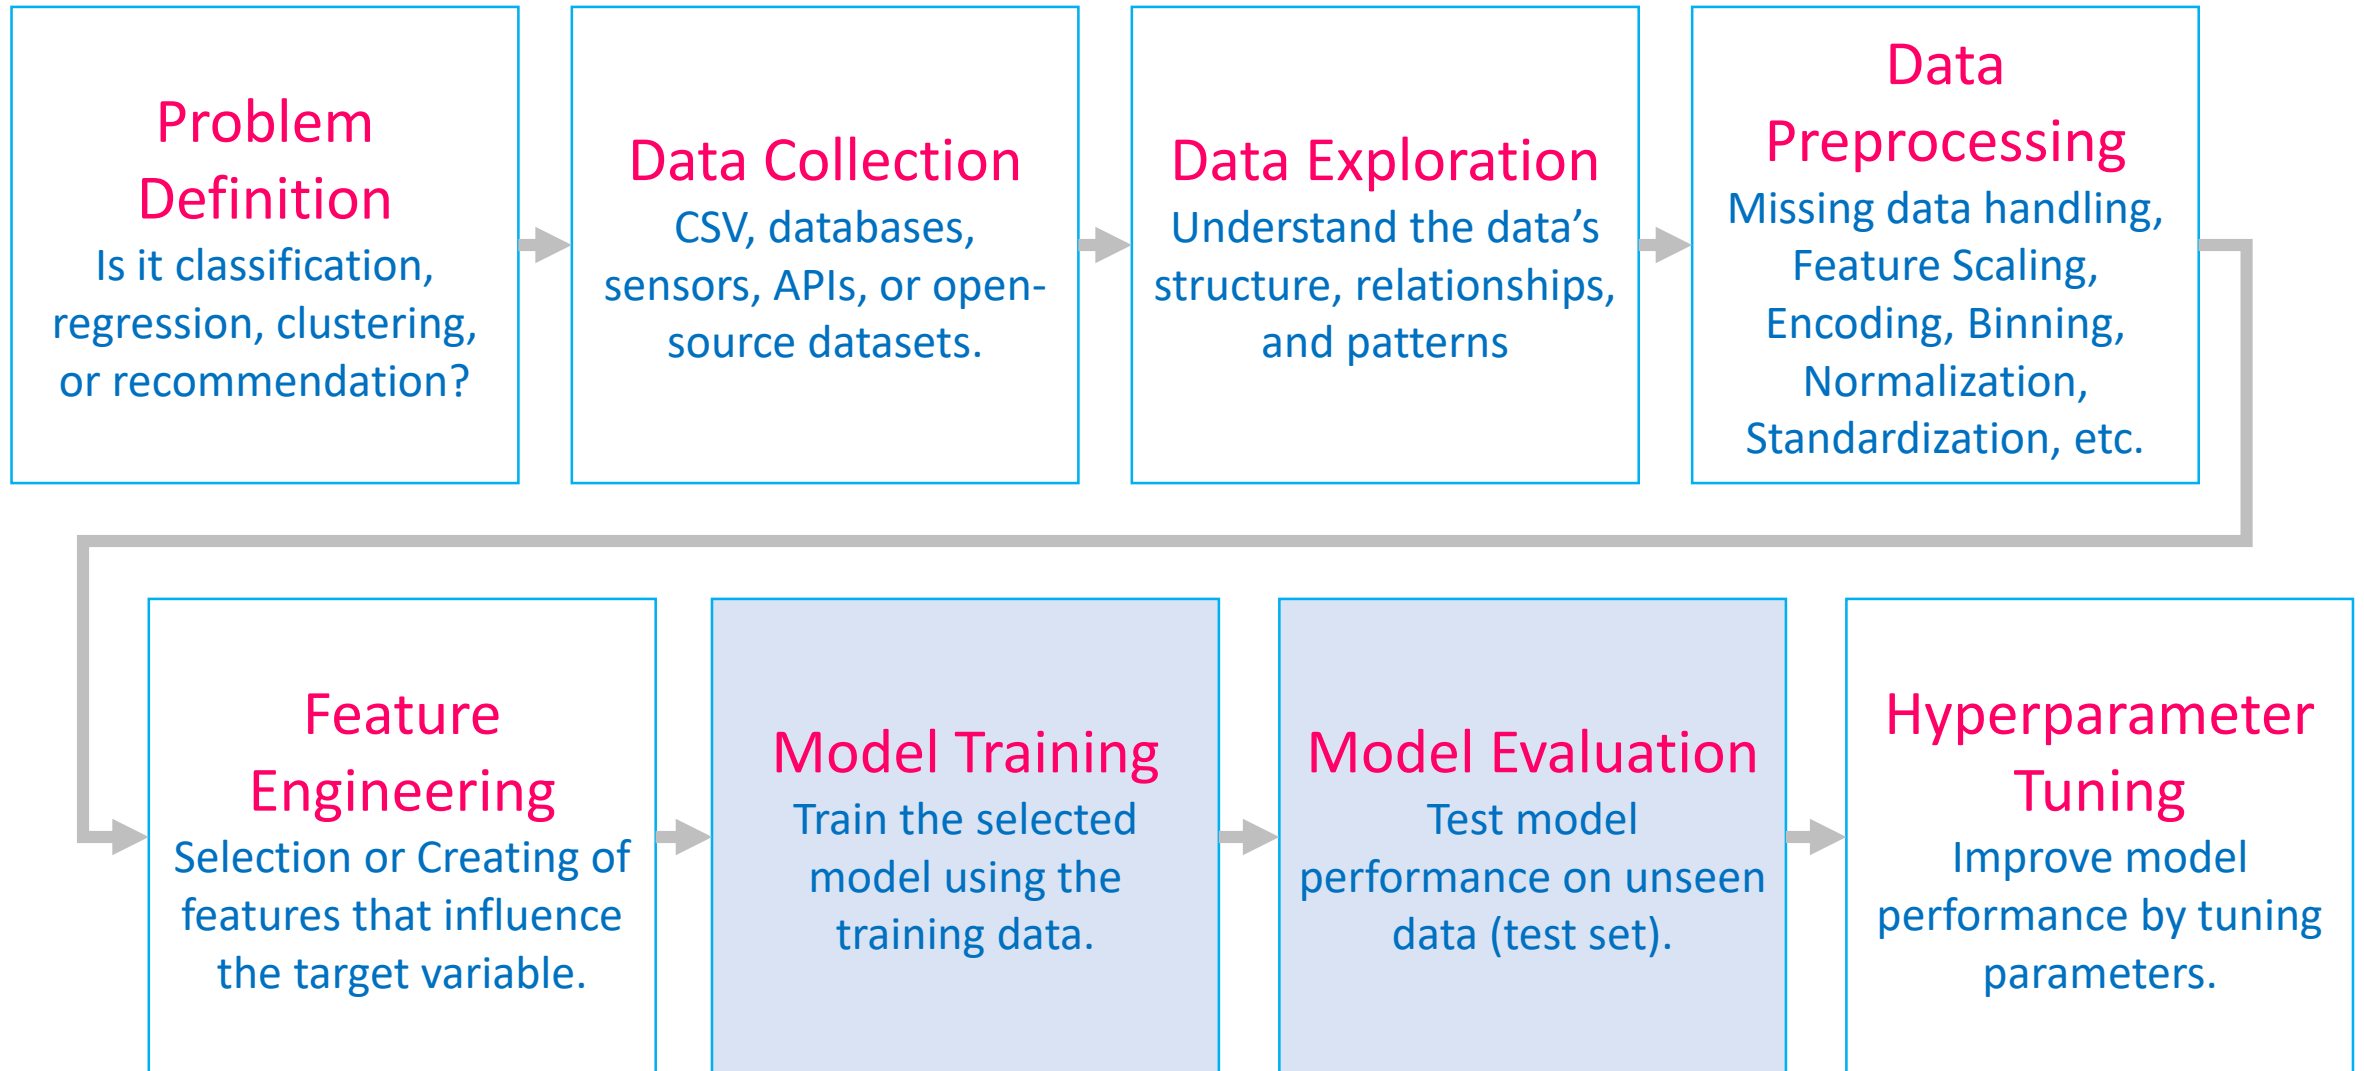 Problem
Definition
Is it classification,
regression, clustering,
or recommendation?
Data Collection
CSV, databases,
sensors, APIs, or open-
source datasets.
Data Exploration
Understand the data’s
structure, relationships,
and patterns
Data
Preprocessing
Missing data handling,
Feature Scaling,
Encoding, Binning,
Normalization,
Standardization, etc.
Feature
Engineering
Selection or Creating of
features that influence
the target variable.
Model Training
Train the selected
model using the
training data.
Model Evaluation
Test model
performance on unseen
data (test set).
Hyperparameter
Tuning
Improve model
performance by tuning
parameters.